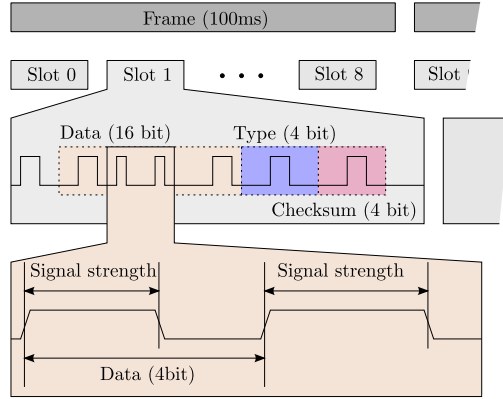 Frame (100ms)
Slot 0
Slot 1
• • •
Slot 8
Slot
Data (16 bit)
Type (4 bit)
Checksum (4 bit)
Signal strength
Signal strength
Data (4bit)